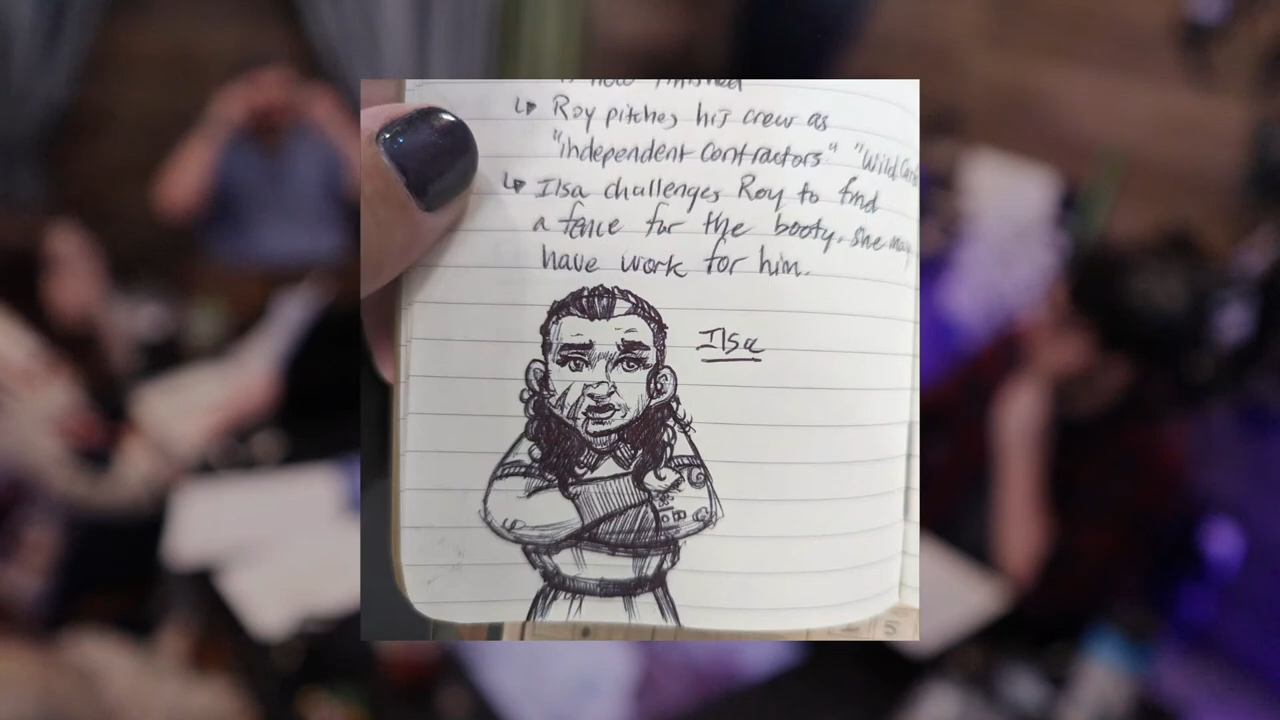 ↳ Roy pitches his crew as
"independent contractors" "Wild
↳ Ilsa challenges Roy to find
a fence for the booty, she may
have work for him.
Ilsa
5